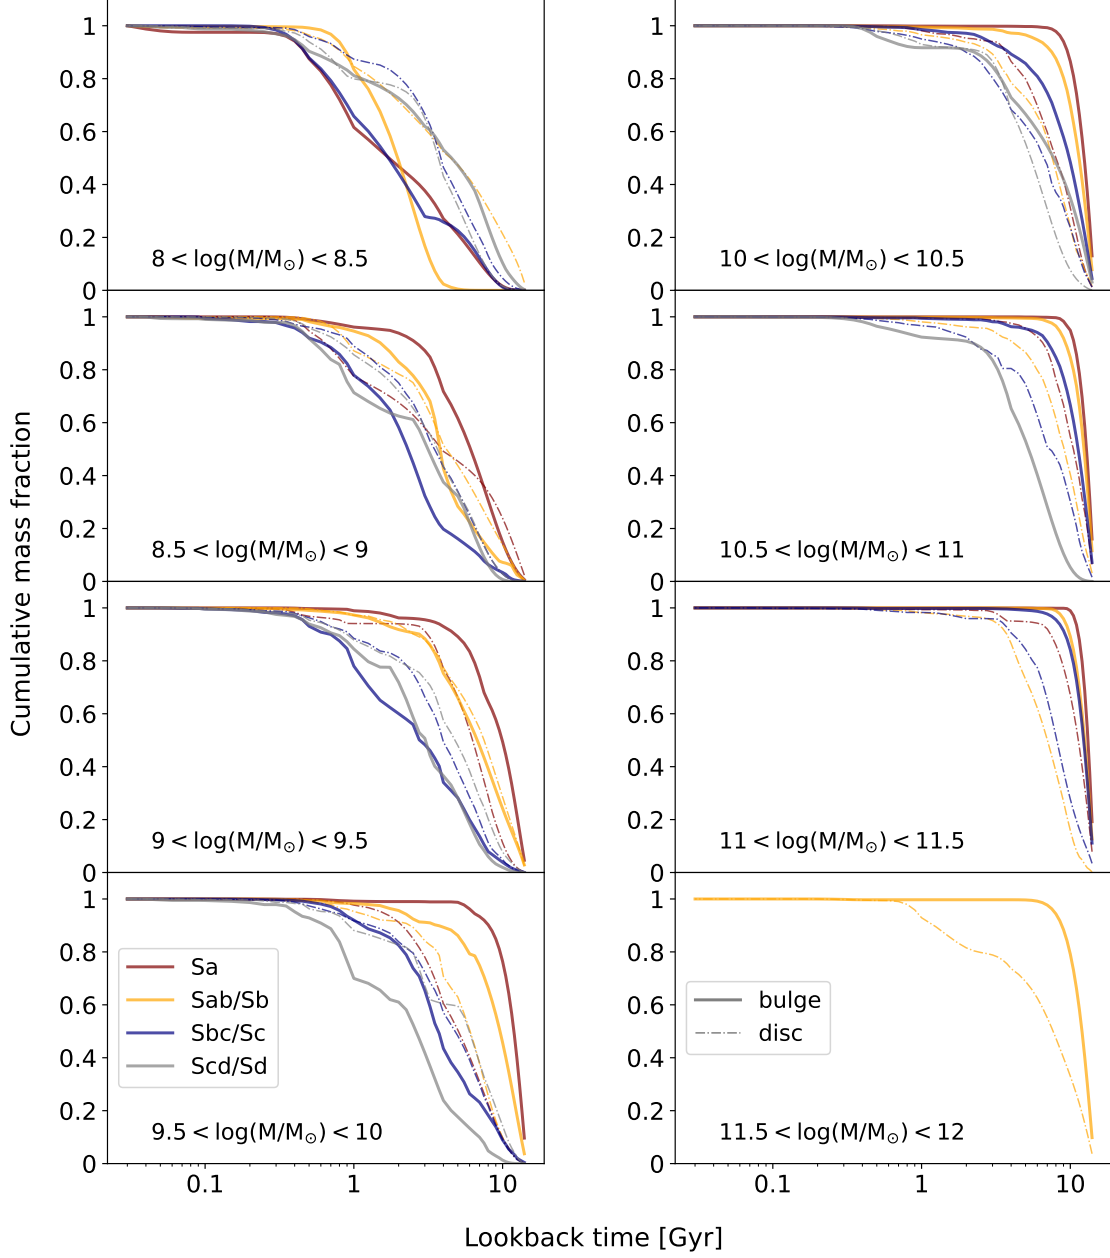 1
0.8
0.6
0.4
0.2
0
8 < log(M/M⊙) < 8.5
1
0.8
0.6
0.4
0.2
0
10 < log(M/M⊙) < 10.5
1
0.8
0.6
0.4
0.2
0
8.5 < log(M/M⊙) < 9
1
0.8
0.6
0.4
0.2
0
10.5 < log(M/M⊙) < 11
Cumulative mass fraction
1
0.8
0.6
0.4
0.2
0
9 < log(M/M⊙) < 9.5
1
0.8
0.6
0.4
0.2
0
11 < log(M/M⊙) < 11.5
1
0.8
0.6
0.4
0.2
0
Sa
Sab/Sb
Sbc/Sc
Scd/Sd
9.5 < log(M/M⊙) < 10
0.1 1 10
1
0.8
0.6
0.4
0.2
0
bulge
disc
11.5 < log(M/M⊙) < 12
0.1 1 10
Lookback time [Gyr]